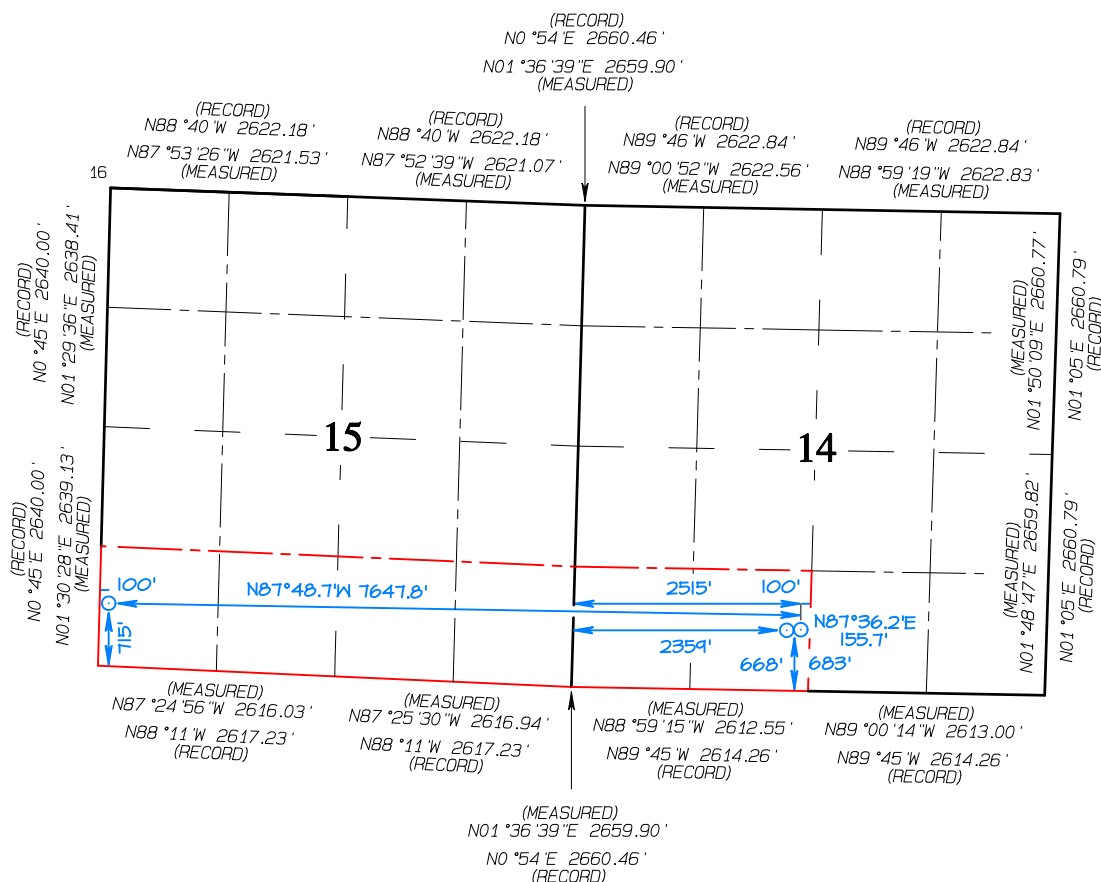 (RECORD)
N0°54'E 2660.46'
N01°36'39"E 2659.90'
(MEASURED)
(RECORD)
N88°40'W 2622.18'
N87°53'26"W 2621.53'
(MEASURED)
(RECORD)
N88°40'W 2622.18'
N87°52'39"W 2621.07'
(MEASURED)
(RECORD)
N89°46'W 2622.84'
N89°00'52"W 2622.56'
(MEASURED)
(RECORD)
N89°46'W 2622.84'
N88°59'19"W 2622.83'
(MEASURED)
16
(RECORD)
N0°45'E 2640.00'
N01°29'36"E 2638.41'
(MEASURED)
(MEASURED)
N01°50'09"E 2660.77'
N01°05'E 2660.79'
(RECORD)
15
14
(RECORD)
N0°45'E 2640.00'
N01°30'28"E 2639.13'
(MEASURED)
(MEASURED)
N01°48'47"E 2659.82'
N01°05'E 2660.79'
(RECORD)
100'
N87°48.7'W 7647.8'
2515'
100'
715'
2359'
N87°36.2'E
155.7'
668'
683'
(MEASURED)
N87°24'56"W 2616.03'
N88°11'W 2617.23'
(RECORD)
(MEASURED)
N87°25'30"W 2616.94'
N88°11'W 2617.23'
(RECORD)
(MEASURED)
N88°59'15"W 2612.55'
N89°45'W 2614.26'
(RECORD)
(MEASURED)
N89°00'14"W 2613.00'
N89°45'W 2614.26'
(RECORD)
(MEASURED)
N01°36'39"E 2659.90'
N0°54'E 2660.46'
(RECORD)